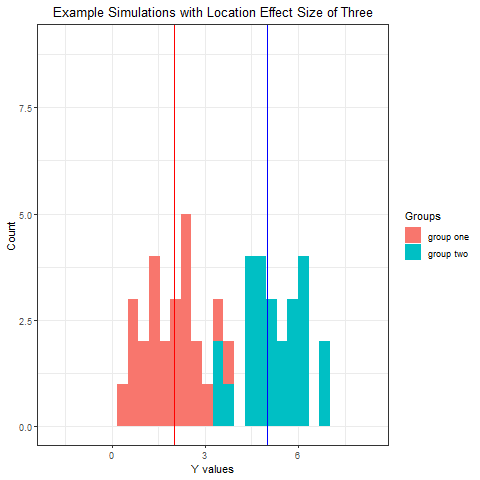 Example Simulations with Location Effect Size of Three
7.5
5.0
2.5
0.0
Count
0 3 6
Y values
Groups
group one
group two